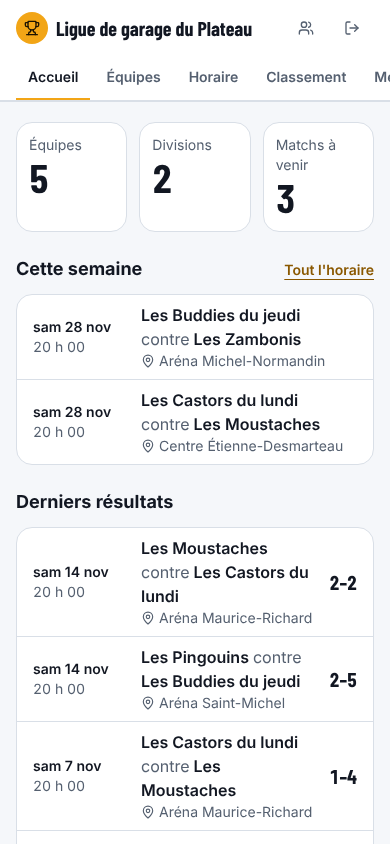 Ligue de garage du Plateau
Accueil Équipes Horaire Classement
Équipes
5
Divisions
2
Matchs à
venir
3
Cette semaine
Tout l'horaire
sam 28 nov
20 h 00
Les Buddies du jeudi
contre Les Zambonis
Aréna Michel-Normandin
sam 28 nov
20 h 00
Les Castors du lundi
contre Les Moustaches
Centre Étienne-Desmarteau
Derniers résultats
sam 14 nov
20 h 00
Les Moustaches
contre Les Castors du
lundi
Aréna Maurice-Richard
2-2
sam 14 nov
20 h 00
Les Pingouins contre
Les Buddies du jeudi
Aréna Saint-Michel
2-5
sam 7 nov
20 h 00
Les Castors du lundi
contre Les
Moustaches
Aréna Maurice-Richard
1-4